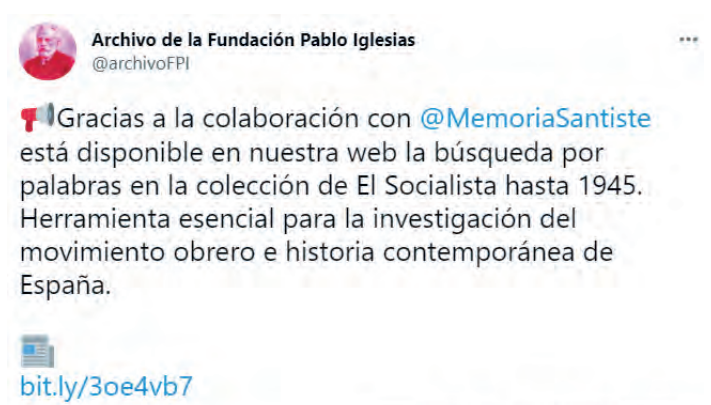 Archivo de la Fundación Pablo Iglesias
@archivoFPI
Gracias a la colaboración con @MemoriaSantiste
está disponible en nuestra web la búsqueda por
palabras en la colección de El Socialista hasta 1945.
Herramienta esencial para la investigación del
movimiento obrero e historia contemporánea de
España.
bit.ly/3oe4vb7